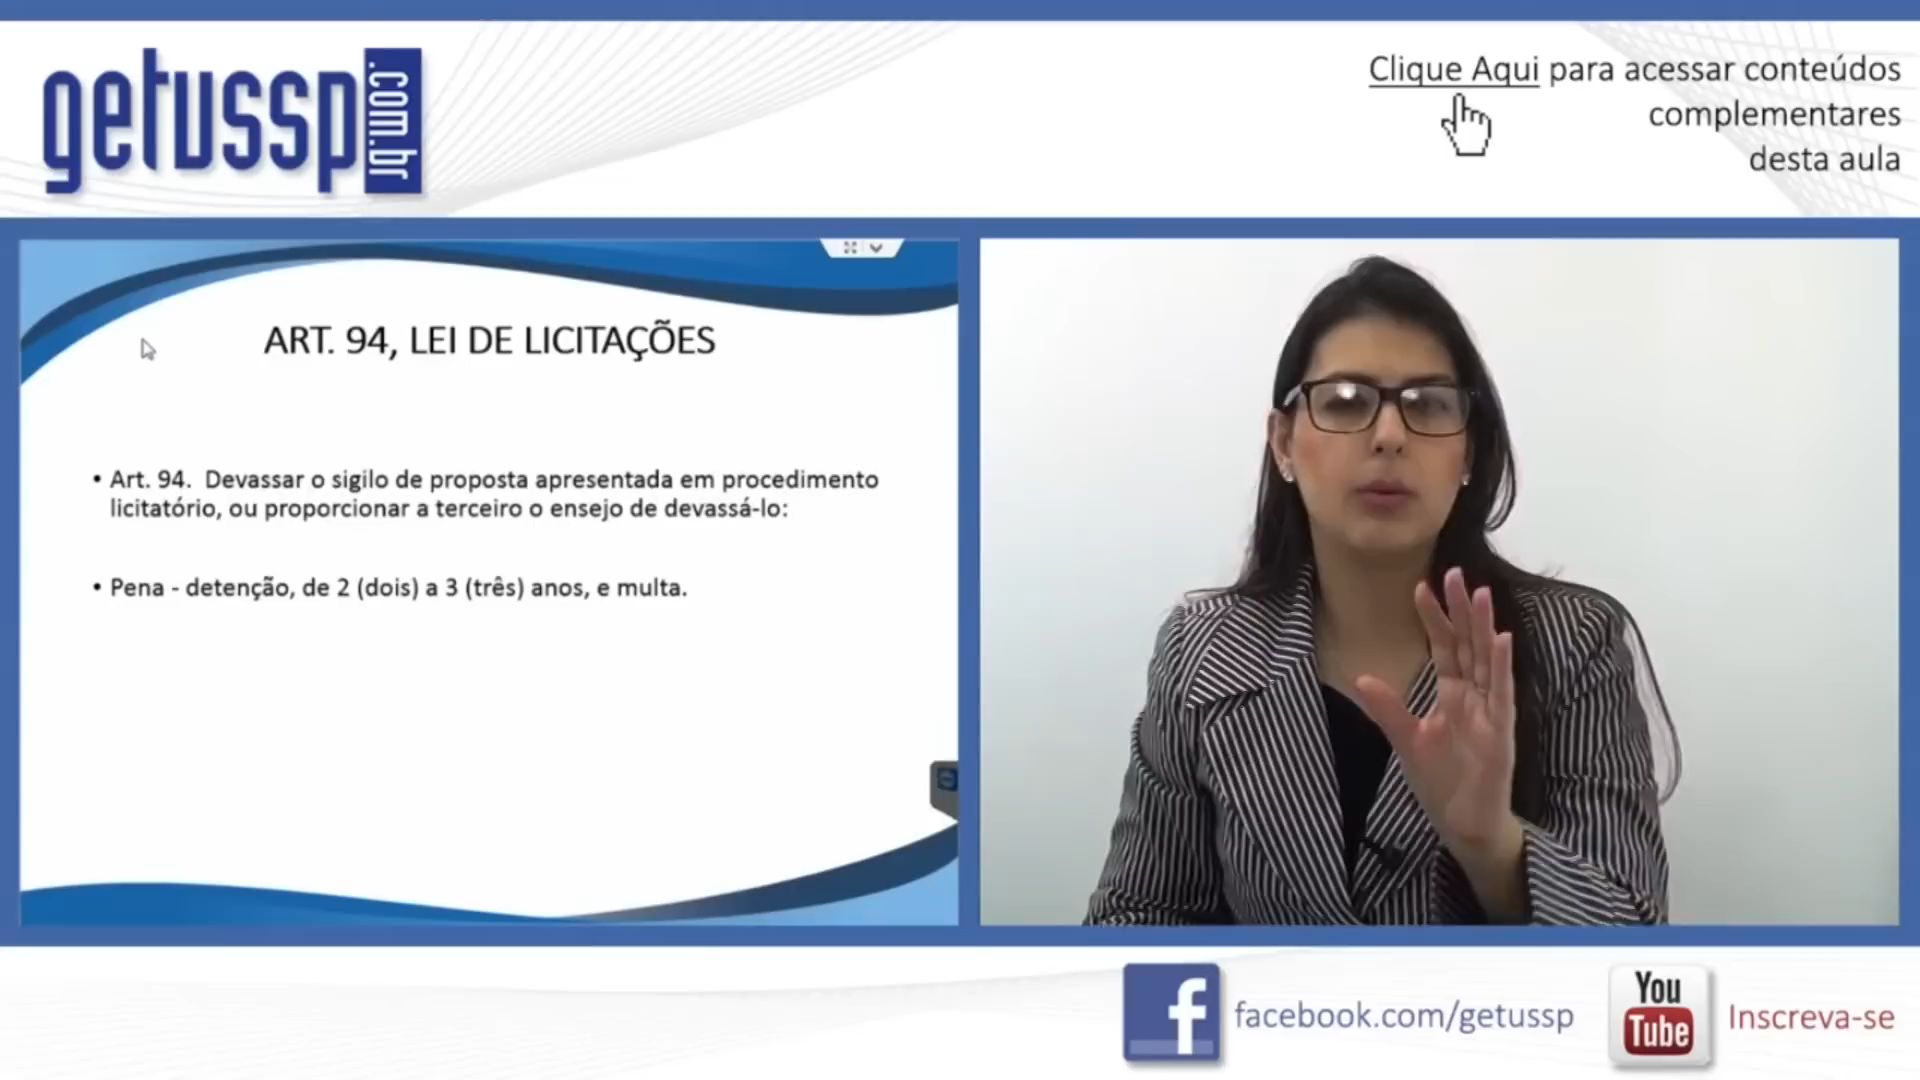 getussp.com.br
Clique Aqui para acessar conteúdos
complementares
desta aula
ART. 94, LEI DE LICITAÇÕES
• Art. 94. Devassar o sigilo de proposta apresentada em procedimento
licitatório, ou proporcionar a terceiro o ensejo de devassá-lo:
• Pena - detenção, de 2 (dois) a 3 (três) anos, e multa.
facebook.com/getussp
You
Tube
Inscreva-se